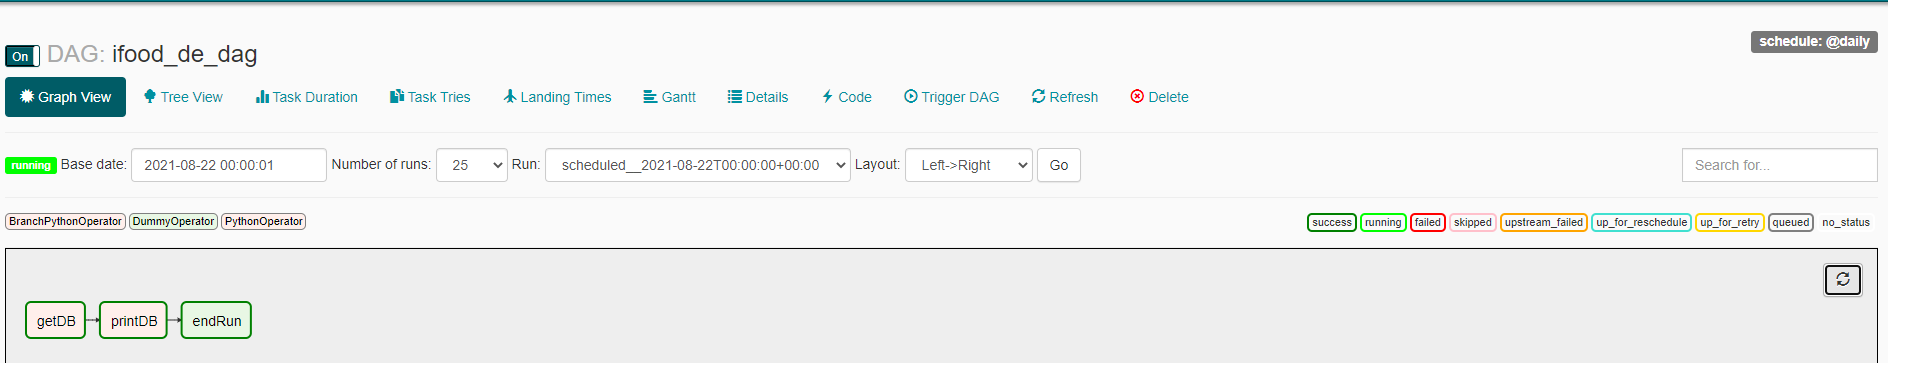 On DAG: ifood_de_dag
schedule: @daily
Graph View Tree View Task Duration Task Tries Landing Times Gantt Details Code Trigger DAG Refresh Delete
running Base date: 2021-08-22 00:00:01 Number of runs: 25 Run: scheduled__2021-08-22T00:00:00+00:00 Layout: Left->Right Go Search for...
BranchPythonOperator DummyOperator PythonOperator success running failed skipped upstream_failed up_for_reschedule up_for_retry queued no_status
getDB printDB endRun